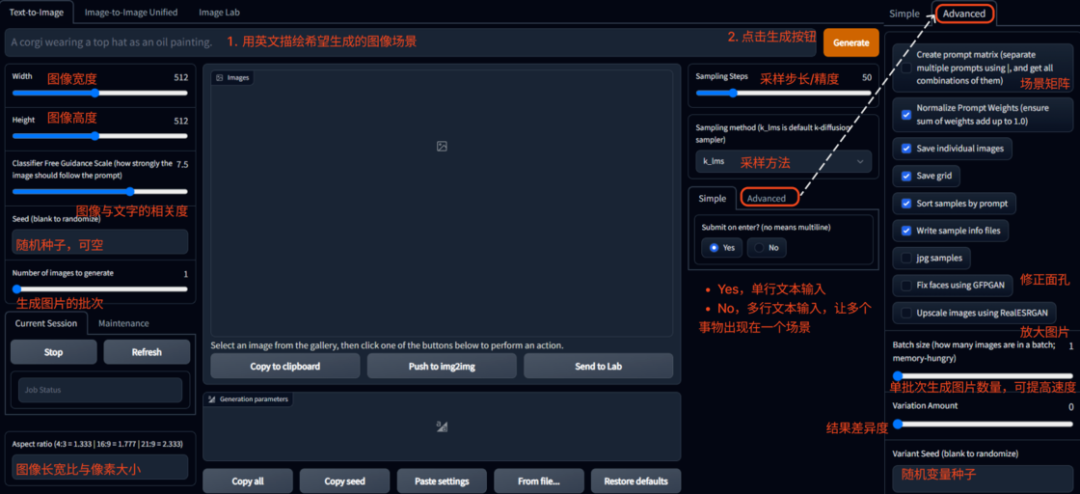 Text-to-Image
Image-to-Image Unified
Image Lab
A corgi wearing a top hat as an oil painting.
1. 用英文描绘希望生成的图像场景
2. 点击生成按钮
Generate
Width
图像宽度
512
Height
图像高度
512
Classifier Free Guidance Scale (how strongly the
image should follow the prompt)
7.5
图像与文字的相关度
Seed (blank to randomize)
随机种子，可空
Number of images to generate
1
生成图片的批次
Current Session
Maintenance
Stop
Refresh
Job Status
Aspect ratio (4:3 = 1.333 | 16:9 = 1.777 | 21:9 = 2.333)
图像长宽比与像素大小
Images
Select an image from the gallery, then click one of the buttons below to perform an action.
Copy to clipboard
Push to img2img
Send to Lab
Generation parameters
Copy all
Copy seed
Paste settings
From file...
Restore defaults
Sampling Steps
采样步长/精度
50
Sampling method (k_lms is default k-diffusion
sampler)
k_lms
采样方法
Simple
Advanced
Submit on enter? (no means multiline)
Yes
No
• Yes，单行文本输入
• No，多行文本输入，让多个
事物出现在一个场景
Simple
Advanced
Create prompt matrix (separate
multiple prompts using |, and get all
combinations of them)
场景矩阵
Normalize Prompt Weights (ensure
sum of weights add up to 1.0)
Save individual images
Save grid
Sort samples by prompt
Write sample info files
jpg samples
Fix faces using GFPGAN
修正面孔
Upscale images using RealESRGAN
放大图片
Batch size (how many images are in a batch;
memory-hungry)
1
单批次生成图片数量，可提高速度
Variation Amount
0
结果差异度
Variant Seed (blank to randomize)
随机变量种子